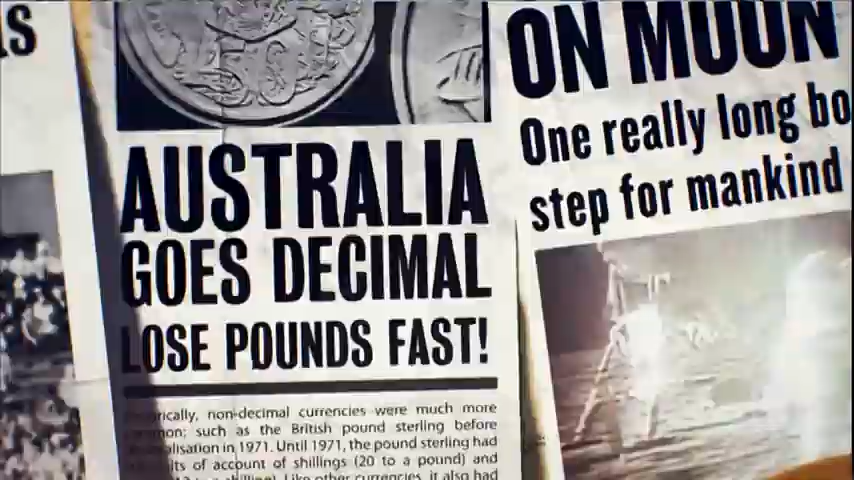 AUSTRALIA
GOES DECIMAL
LOSE POUNDS FAST!
non-decimal currencies were much more
such as the British pound sterling before
in 1971. Until 1971, the pound sterling had
of account of shillings (20 to a pound) and
Like other currencies, it also had
ON MOON
One really long
step for mankind